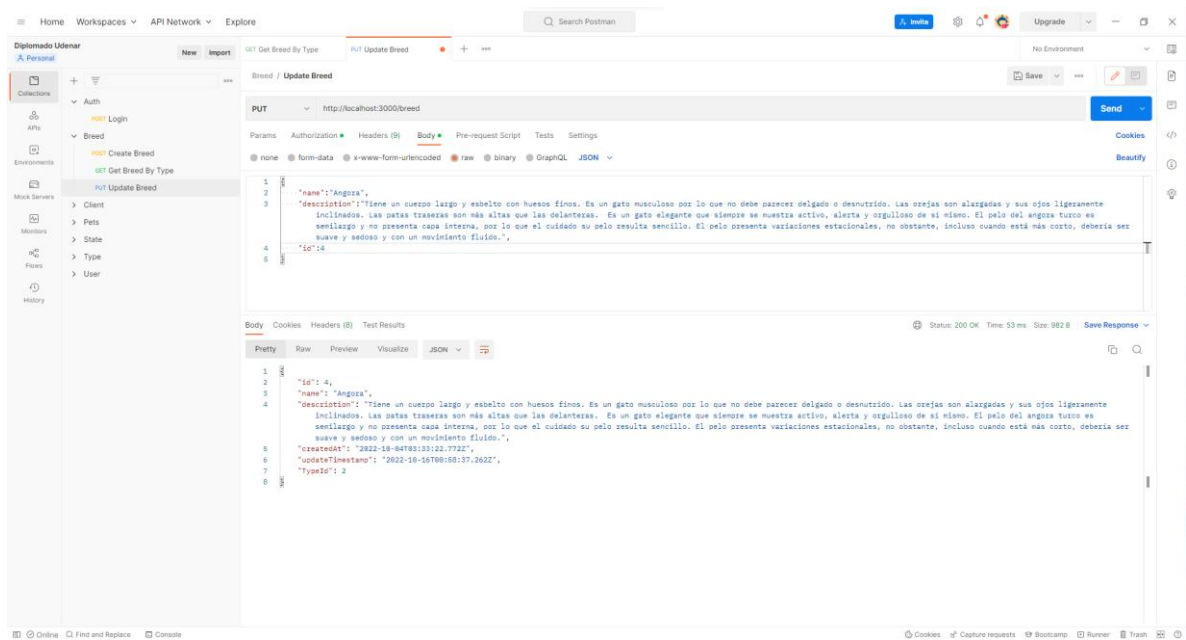 Home Workspaces API Network Explore Search Postman Invite Upgrade
Diplomado Udenar New Import GET Get Breed By Type PUT Update Breed No Environment
Personal
Breed / Update Breed Save
Collections
APIs
Environments
Mock Servers
Monitors
Flows
History
Auth
POST Login
Breed
POST Create Breed
GET Get Breed By Type
PUT Update Breed
Client
Pets
State
Type
User
PUT http://localhost:3000/breed Send
Params Authorization Headers (9) Body Pre-request Script Tests Settings Cookies
none form-data x-www-form-urlencoded raw binary GraphQL JSON Beautify
1
2 "name":"Angora",
3 "description":"Tiene un cuerpo largo y esbelto con huesos finos. Es un gato musculoso por lo que no debe parecer delgado o desnutrido. Las orejas son alargadas y sus ojos ligeramente
inclinados. Las patas traseras son más altas que las delanteras. Es un gato elegante que siempre se muestra activo, alerta y orgulloso de si mismo. El pelo del angora turco es
semilargo y no presenta capa interna, por lo que el cuidado su pelo resulta sencillo. El pelo presenta variaciones estacionales, no obstante, incluso cuando está más corto, debería ser
suave y sedoso y con un movimiento fluido.",
4 "id":4
5
Body Cookies Headers (8) Test Results Status: 200 OK Time: 53 ms Size: 982 B Save Response
Pretty Raw Preview Visualize JSON
1
2 "id": 4,
3 "name": "Angora",
4 "description": "Tiene un cuerpo largo y esbelto con huesos finos. Es un gato musculoso por lo que no debe parecer delgado o desnutrido. Las orejas son alargadas y sus ojos ligeramente
inclinados. Las patas traseras son más altas que las delanteras. Es un gato elegante que siempre se muestra activo, alerta y orgulloso de si mismo. El pelo del angora turco es
semilargo y no presenta capa interna, por lo que el cuidado su pelo resulta sencillo. El pelo presenta variaciones estacionales, no obstante, incluso cuando está más corto, debería ser
suave y sedoso y con un movimiento fluido.",
5 "createdAt": "2022-10-04T03:33:22.772Z",
6 "updateTimestamp": "2022-10-16T00:58:37.262Z",
7 "TypeId": 2
8
Online Find and Replace Console Cookies Capture requests Bootcamp Runner Trash